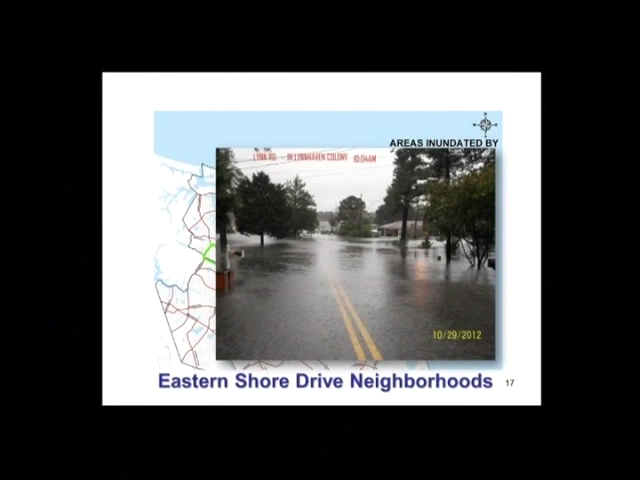 AREAS INUNDATED BY
LYNN RD - IN LYNNHAVEN COLONY 10:04AM
10/29/2012
Eastern Shore Drive Neighborhoods 17